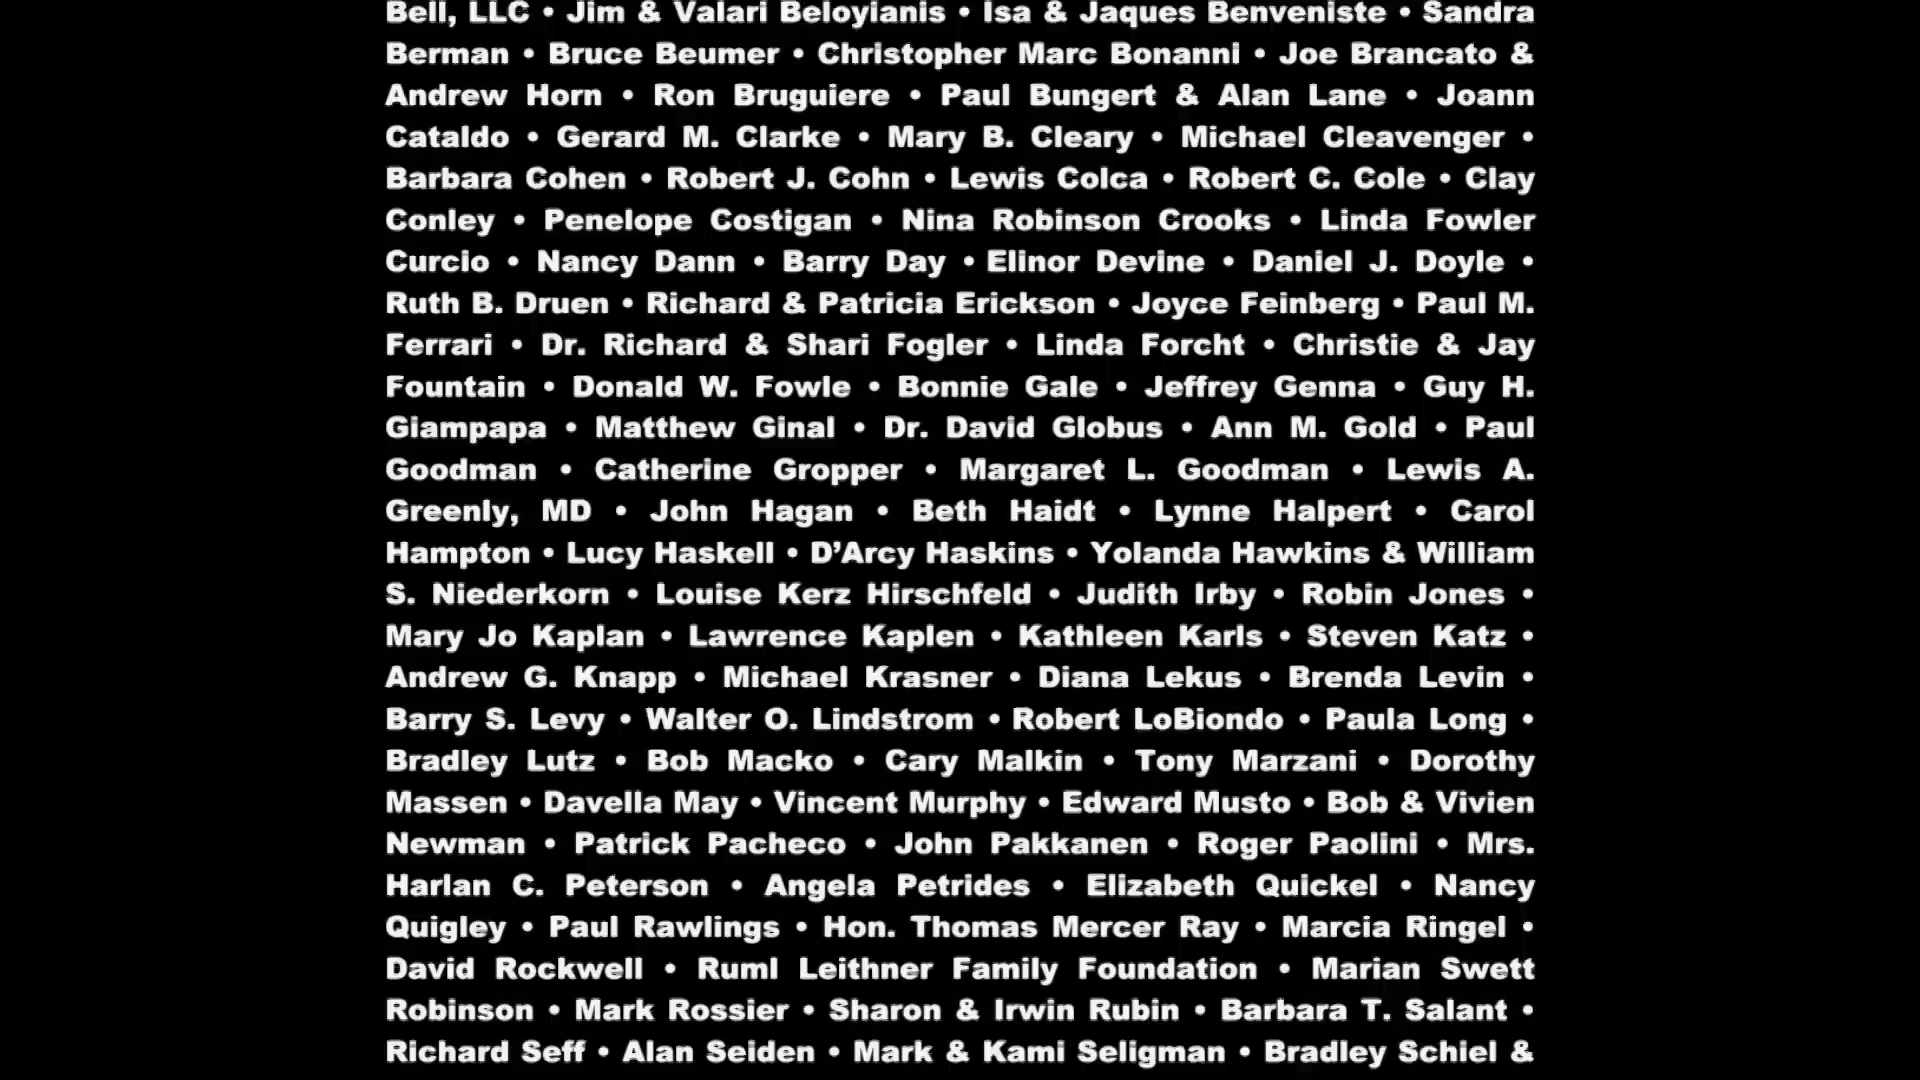 Bell, LLC • Jim & Valari Beloyianis • Isa & Jaques Benveniste • Sandra
Berman • Bruce Beumer • Christopher Marc Bonanni • Joe Brancato &
Andrew Horn • Ron Bruguiere • Paul Bungert & Alan Lane • Joann
Cataldo • Gerard M. Clarke • Mary B. Cleary • Michael Cleavenger •
Barbara Cohen • Robert J. Cohn • Lewis Colca • Robert C. Cole • Clay
Conley • Penelope Costigan • Nina Robinson Crooks • Linda Fowler
Curcio • Nancy Dann • Barry Day • Elinor Devine • Daniel J. Doyle •
Ruth B. Druen • Richard & Patricia Erickson • Joyce Feinberg • Paul M.
Ferrari • Dr. Richard & Shari Fogler • Linda Forcht • Christie & Jay
Fountain • Donald W. Fowle • Bonnie Gale • Jeffrey Genna • Guy H.
Giampapa • Matthew Ginal • Dr. David Globus • Ann M. Gold • Paul
Goodman • Catherine Gropper • Margaret L. Goodman • Lewis A.
Greenly, MD • John Hagan • Beth Haidt • Lynne Halpert • Carol
Hampton • Lucy Haskell • D’Arcy Haskins • Yolanda Hawkins & William
S. Niederkorn • Louise Kerz Hirschfeld • Judith Irby • Robin Jones •
Mary Jo Kaplan • Lawrence Kaplen • Kathleen Karls • Steven Katz •
Andrew G. Knapp • Michael Krasner • Diana Lekus • Brenda Levin •
Barry S. Levy • Walter O. Lindstrom • Robert LoBiondo • Paula Long •
Bradley Lutz • Bob Macko • Cary Malkin • Tony Marzani • Dorothy
Massen • Davella May • Vincent Murphy • Edward Musto • Bob & Vivien
Newman • Patrick Pacheco • John Pakkanen • Roger Paolini • Mrs.
Harlan C. Peterson • Angela Petrides • Elizabeth Quickel • Nancy
Quigley • Paul Rawlings • Hon. Thomas Mercer Ray • Marcia Ringel •
David Rockwell • Ruml Leithner Family Foundation • Marian Swett
Robinson • Mark Rossier • Sharon & Irwin Rubin • Barbara T. Salant •
Richard Seff • Alan Seiden • Mark & Kami Seligman • Bradley Schiel &